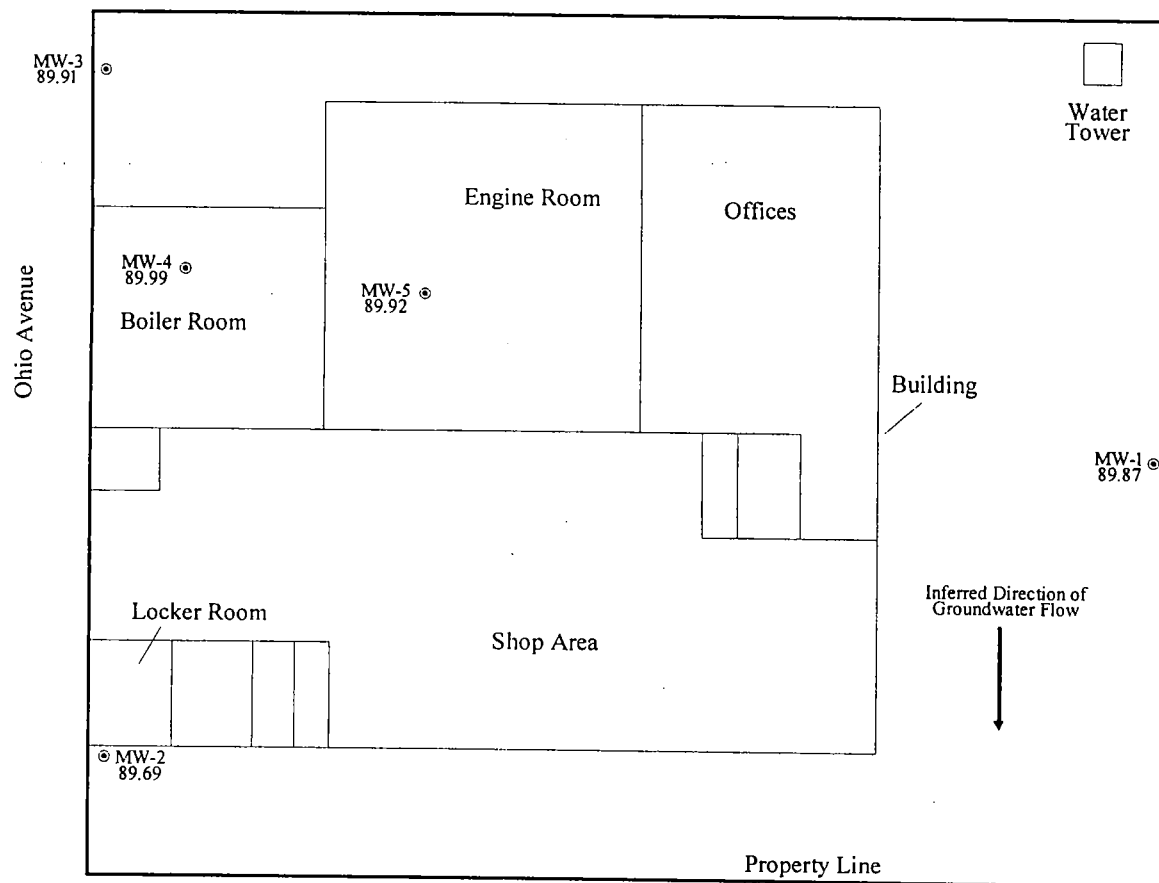 MW-3
89.91
Water
Tower
Engine Room
Offices
MW-4
89.99
MW-5
89.92
Boiler Room
Ohio Avenue
Building
MW-1
89.87
Inferred Direction of
Groundwater Flow
Locker Room
Shop Area
MW-2
89.69
Property Line